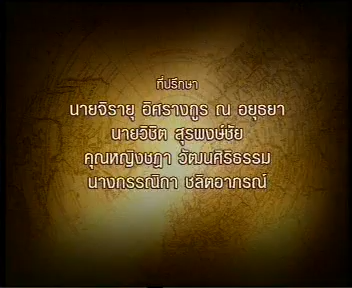 ที่ปรึกษา
นายจิรายุ อิศรางกูร ณ อยุธยา
นายวิชิต สุรพงษ์ชัย
คุณหญิงชฎา วัฒนศิริธรรม
นางกรรณิกา ชลิตอาภรณ์